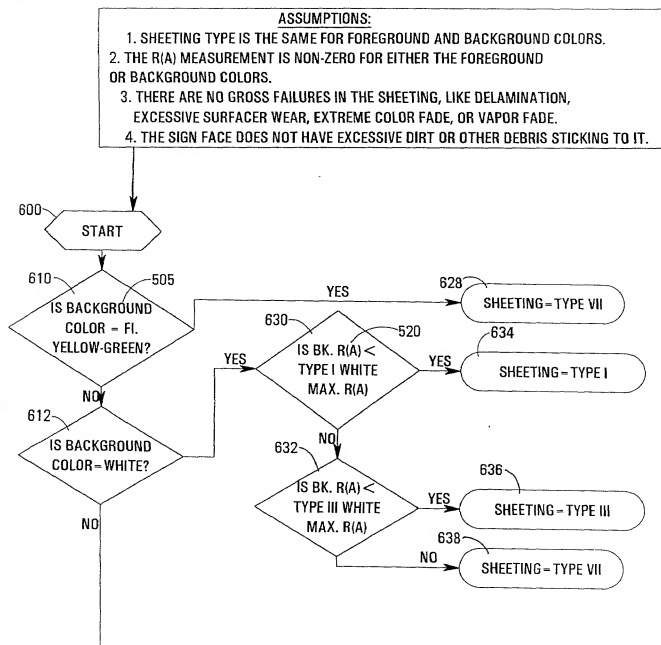 ASSUMPTIONS:
1. SHEETING TYPE IS THE SAME FOR FOREGROUND AND BACKGROUND COLORS.
2. THE R(A) MEASUREMENT IS NON-ZERO FOR EITHER THE FOREGROUND
OR BACKGROUND COLORS.
3. THERE ARE NO GROSS FAILURES IN THE SHEETING, LIKE DELAMINATION,
EXCESSIVE SURFACER WEAR, EXTREME COLOR FADE, OR VAPOR FADE.
4. THE SIGN FACE DOES NOT HAVE EXCESSIVE DIRT OR OTHER DEBRIS STICKING TO IT.
600
START
610
505
IS BACKGROUND
COLOR = Fl.
YELLOW-GREEN?
YES
628
SHEETING = TYPE VII
NO
612
IS BACKGROUND
COLOR = WHITE?
YES
630
520
IS BK. R(A) <
TYPE I WHITE
MAX. R(A)
YES
634
SHEETING = TYPE I
NO
632
IS BK. R(A) <
TYPE III WHITE
MAX. R(A)
YES
636
SHEETING = TYPE III
NO
638
SHEETING = TYPE VII
NO